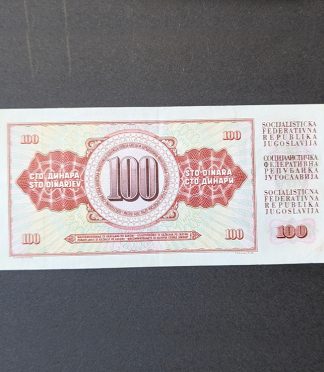 100
100
СТО ДИНАРА
STO DINARJEV
100
STO DINARA
СТО ДИНАРИ
100
100
SOCIJALISTIČKA
FEDERATIVNA
REPUBLIKA
JUGOSLAVIJA
СОЦИЈАЛИСТИЧКА
ФЕДЕРАТИВНА
РЕПУБЛИКА
ЈУГОСЛАВИЈА
SOCIALISTIČNA
FEDERATIVNA
REPUBLIKA
JUGOSLAVIJA
100